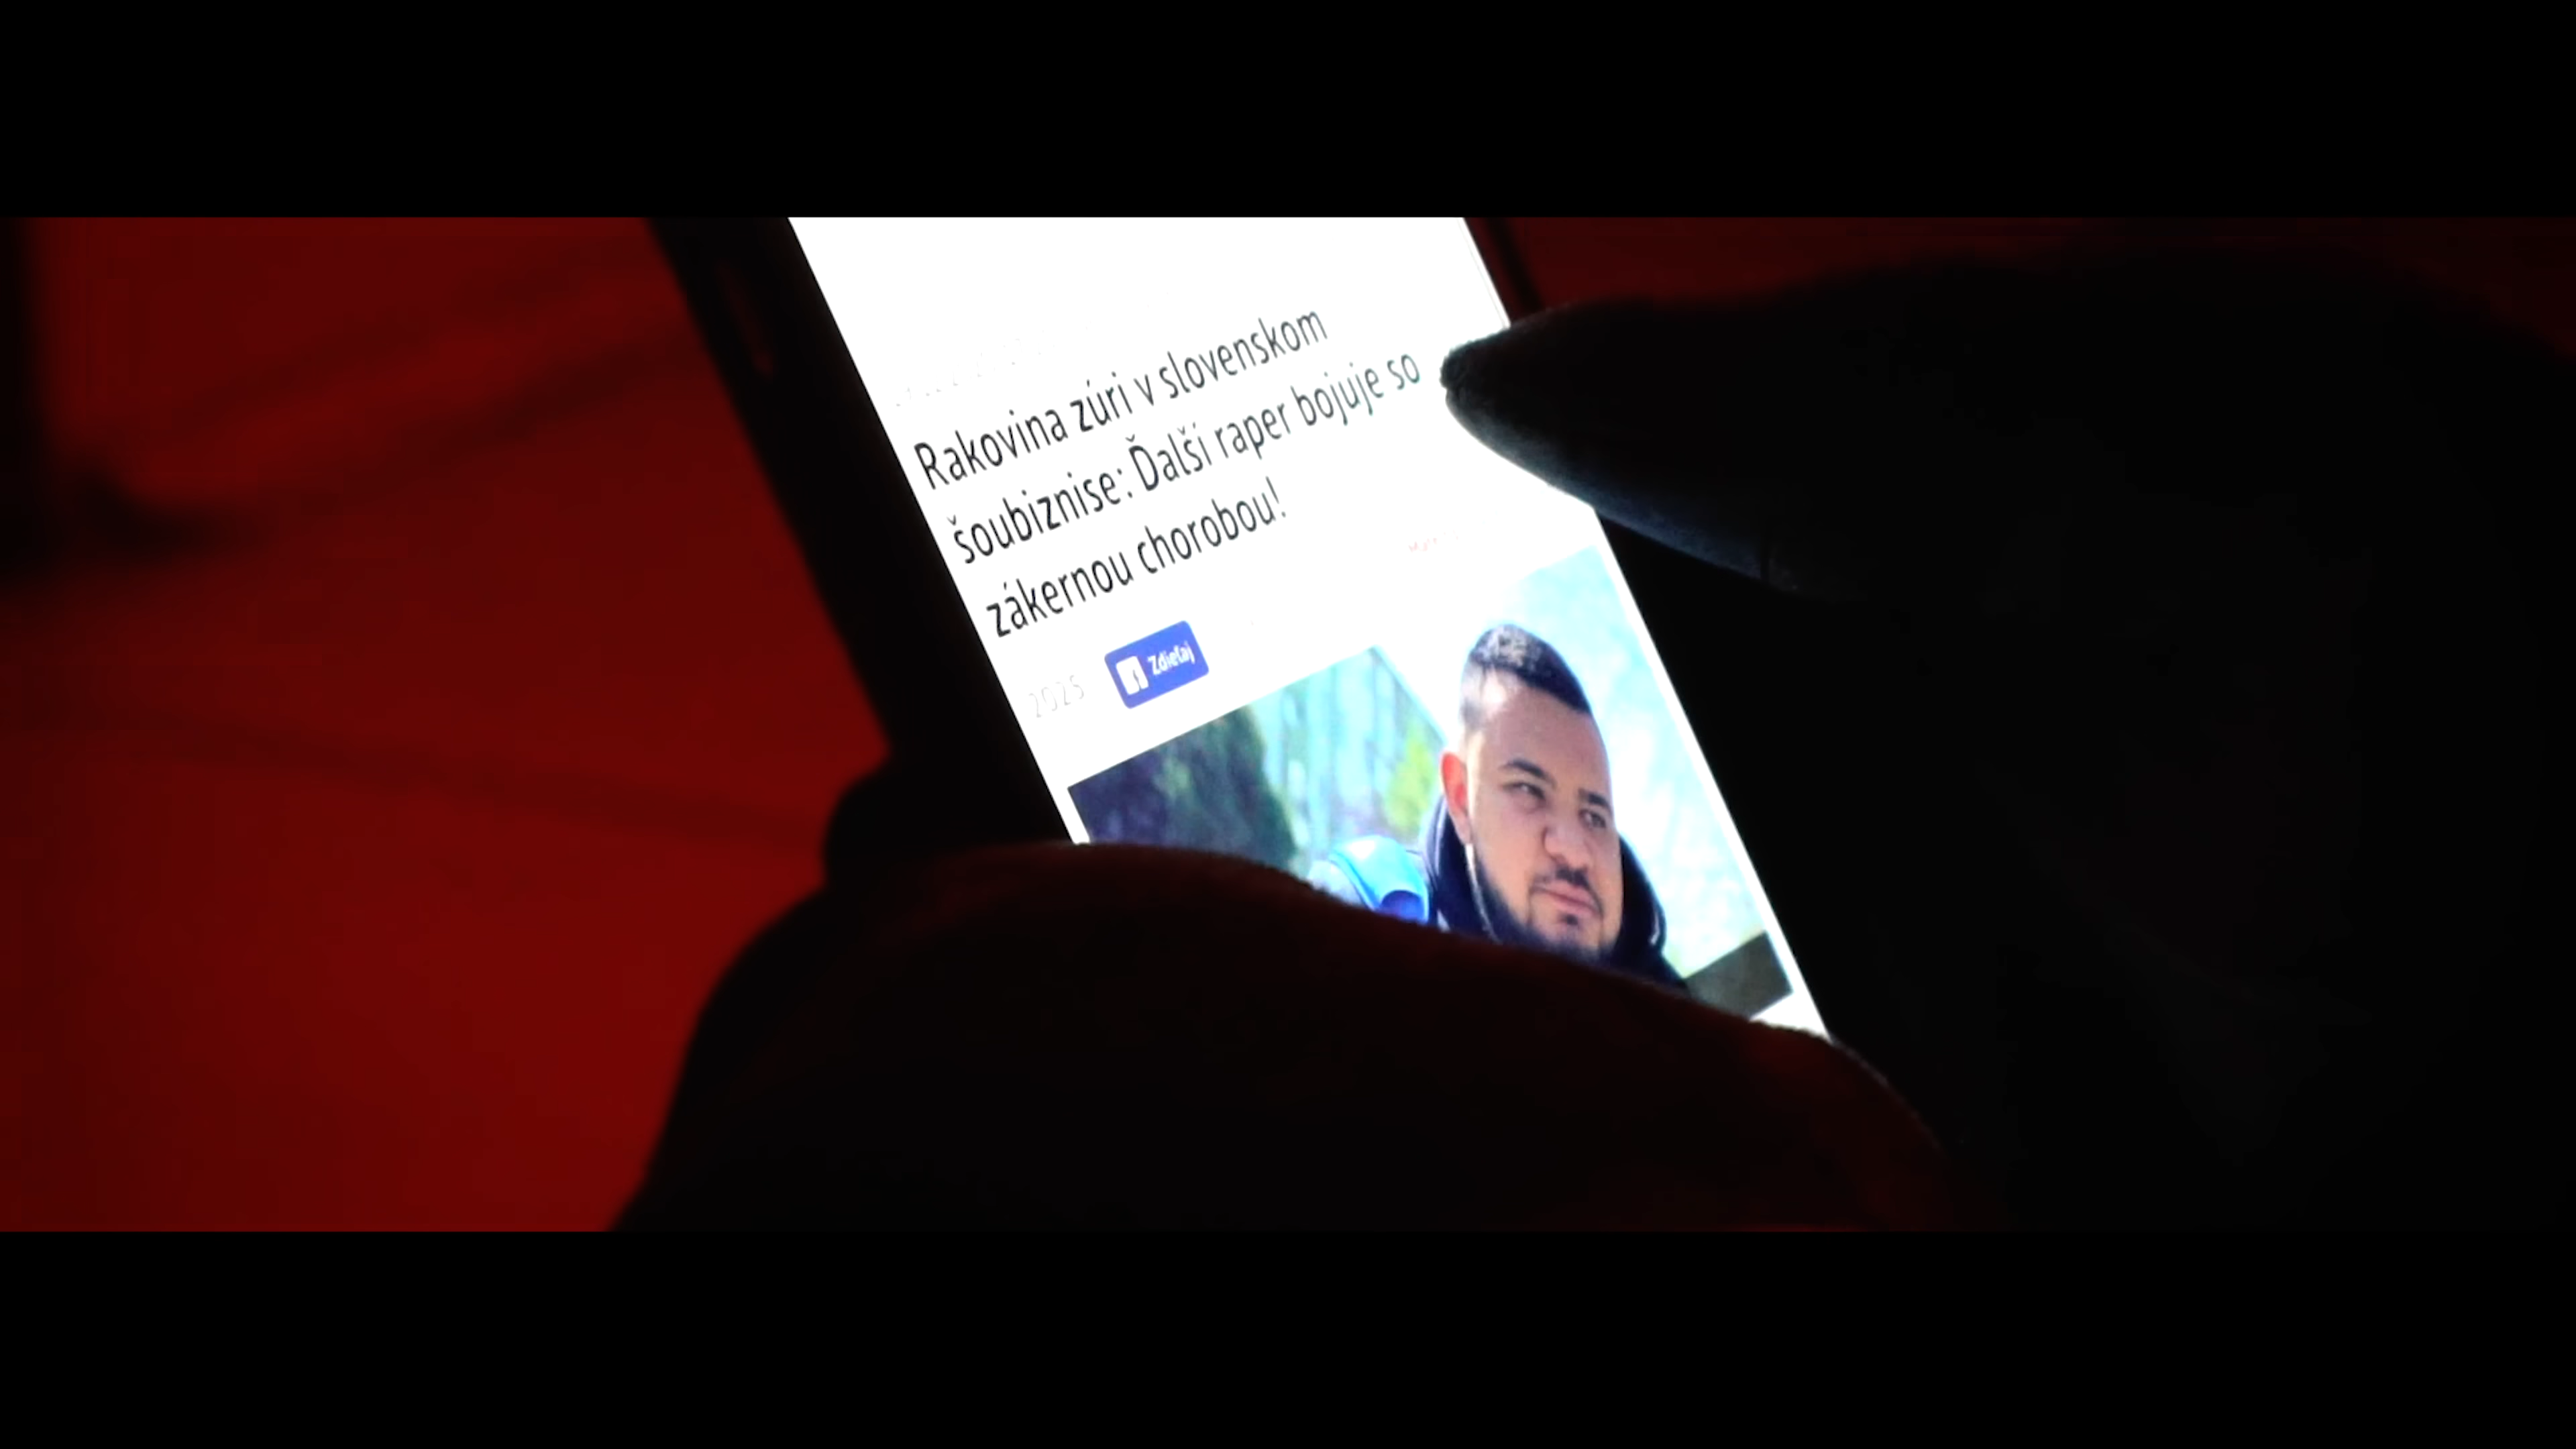 Rakovina zúri v slovenskom
šoubiznise: Ďalší raper bojuje so
zákernou chorobou!
2025
Zdieľaj